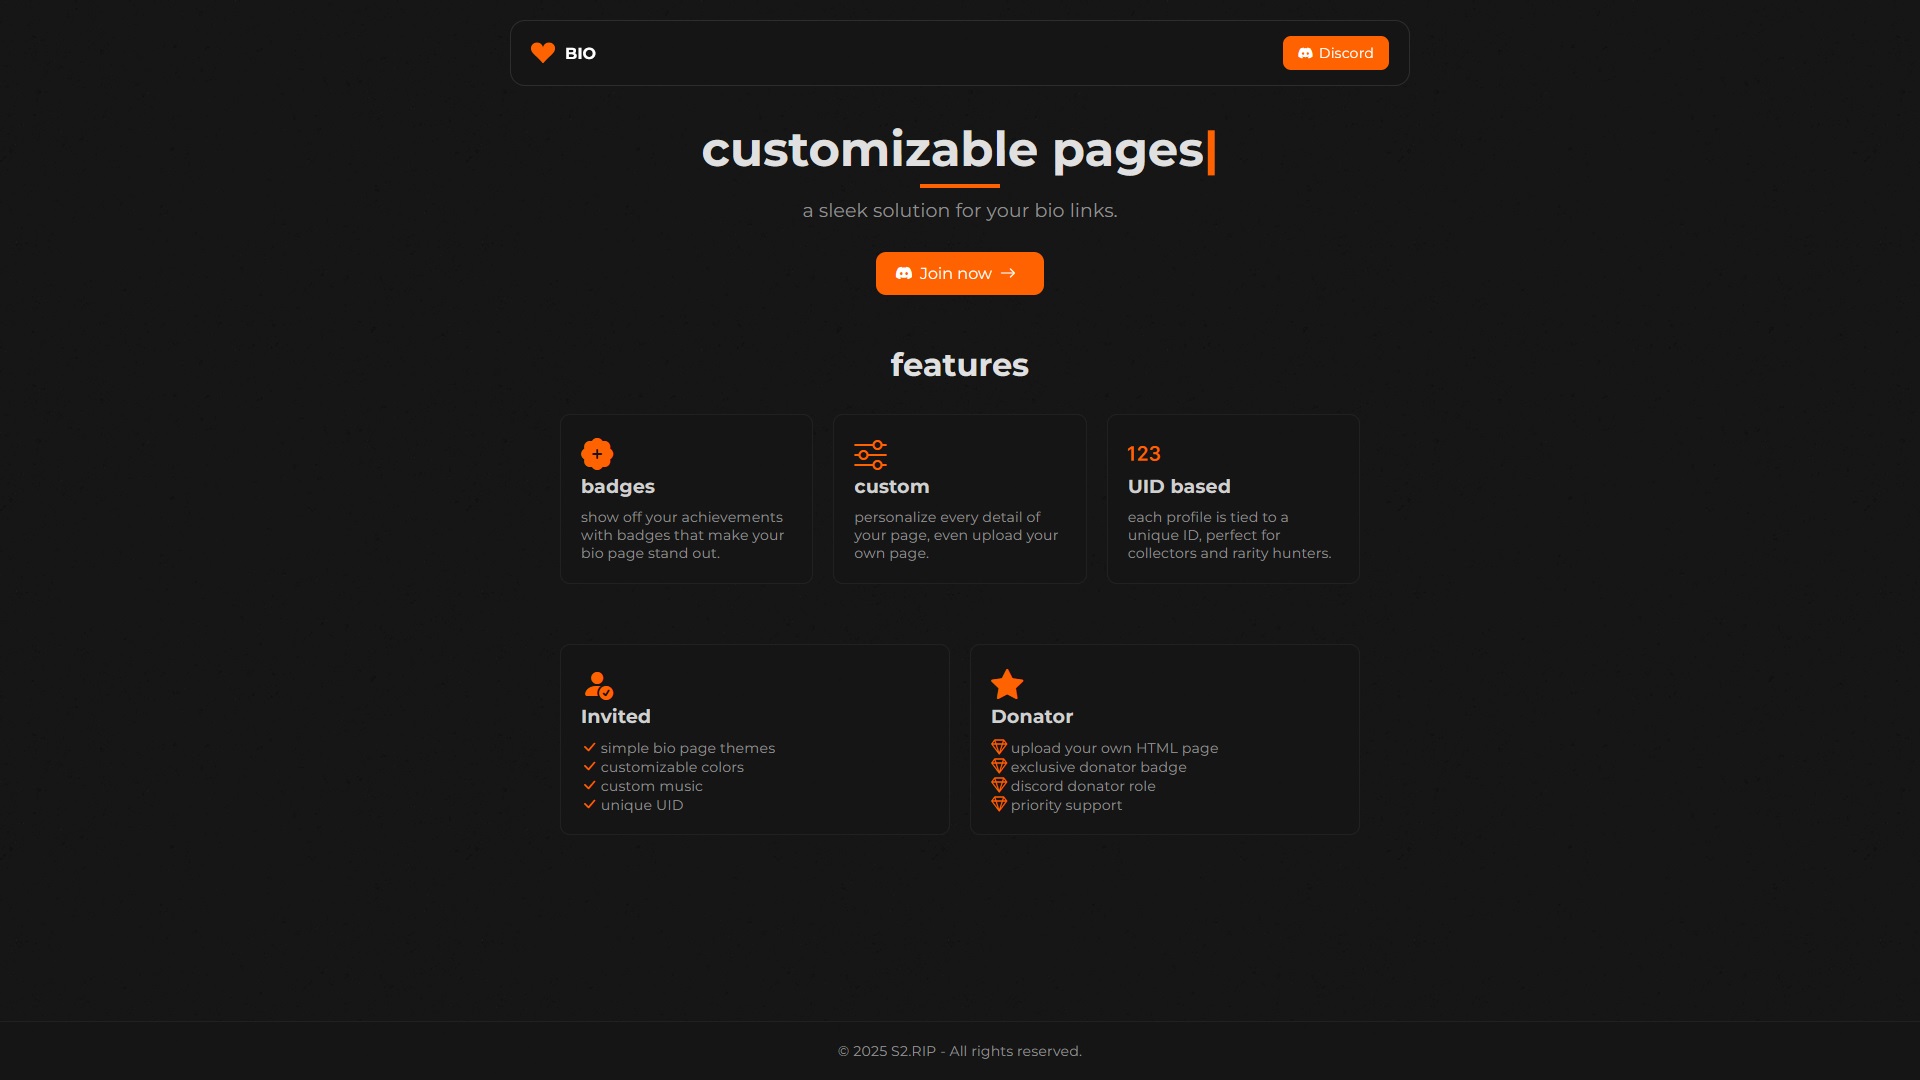 BIO
Discord
customizable pages|
a sleek solution for your bio links.
Join now →
features
badges
show off your achievements
with badges that make your
bio page stand out.
custom
personalize every detail of
your page, even upload your
own page.
123
UID based
each profile is tied to a
unique ID, perfect for
collectors and rarity hunters.
Invited
simple bio page themes
customizable colors
custom music
unique UID
Donator
upload your own HTML page
exclusive donator badge
discord donator role
priority support
© 2025 S2.RIP - All rights reserved.